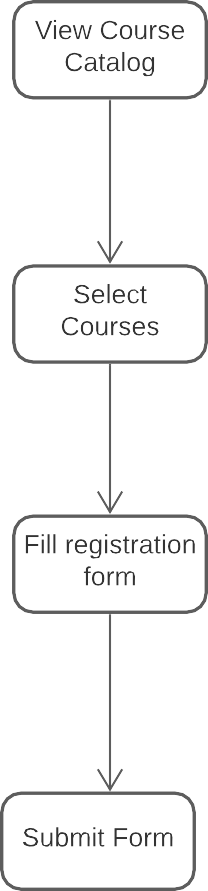 View Course
Catalog
Select
Courses
Fill registration
form
Submit Form